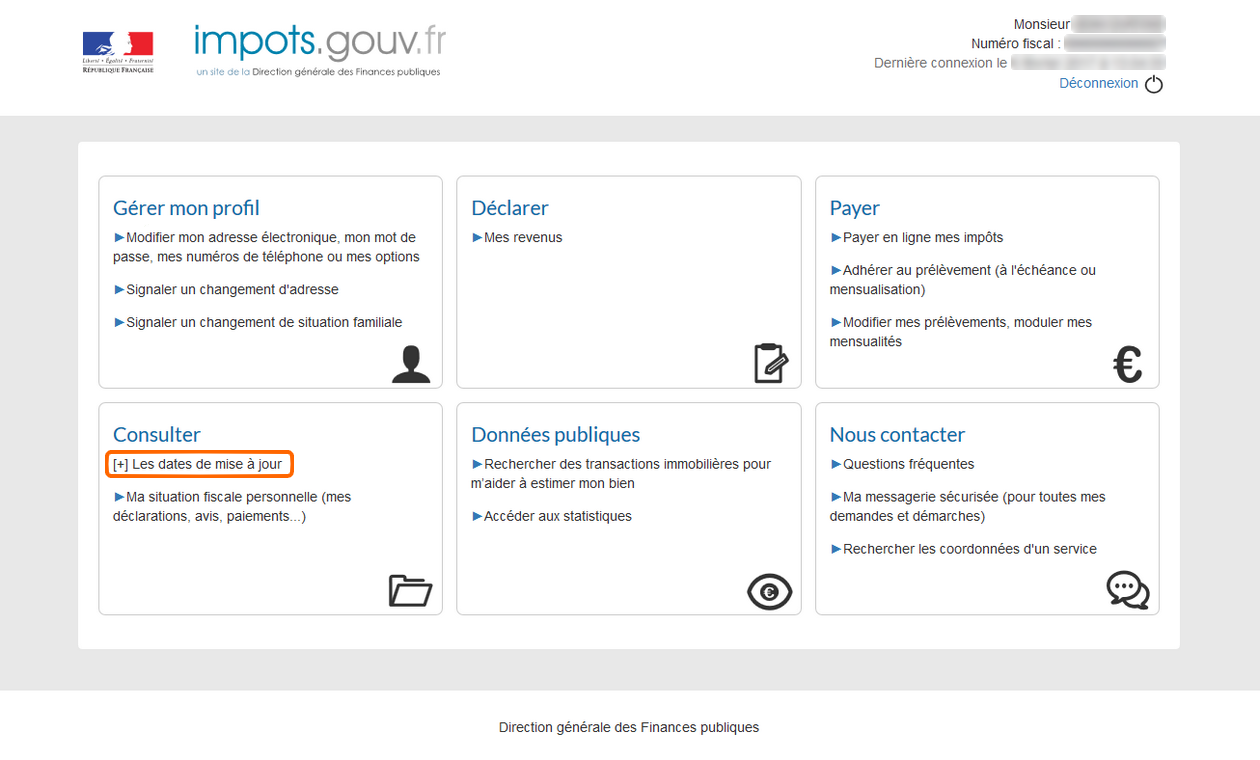 Liberté • Égalité • Fraternité
RÉPUBLIQUE FRANÇAISE
impots.gouv.fr
un site de la Direction générale des Finances publiques
Monsieur
Numéro fiscal :
Dernière connexion le
Déconnexion
Gérer mon profil
►Modifier mon adresse électronique, mon mot de
passe, mes numéros de téléphone ou mes options
►Signaler un changement d'adresse
►Signaler un changement de situation familiale
Déclarer
►Mes revenus
Payer
►Payer en ligne mes impôts
►Adhérer au prélèvement (à l'échéance ou
mensualisation)
►Modifier mes prélèvements, moduler mes
mensualités
€
Consulter
[+] Les dates de mise à jour
►Ma situation fiscale personnelle (mes
déclarations, avis, paiements...)
Données publiques
►Rechercher des transactions immobilières pour
m'aider à estimer mon bien
►Accéder aux statistiques
€
Nous contacter
►Questions fréquentes
►Ma messagerie sécurisée (pour toutes mes
demandes et démarches)
►Rechercher les coordonnées d'un service
Direction générale des Finances publiques